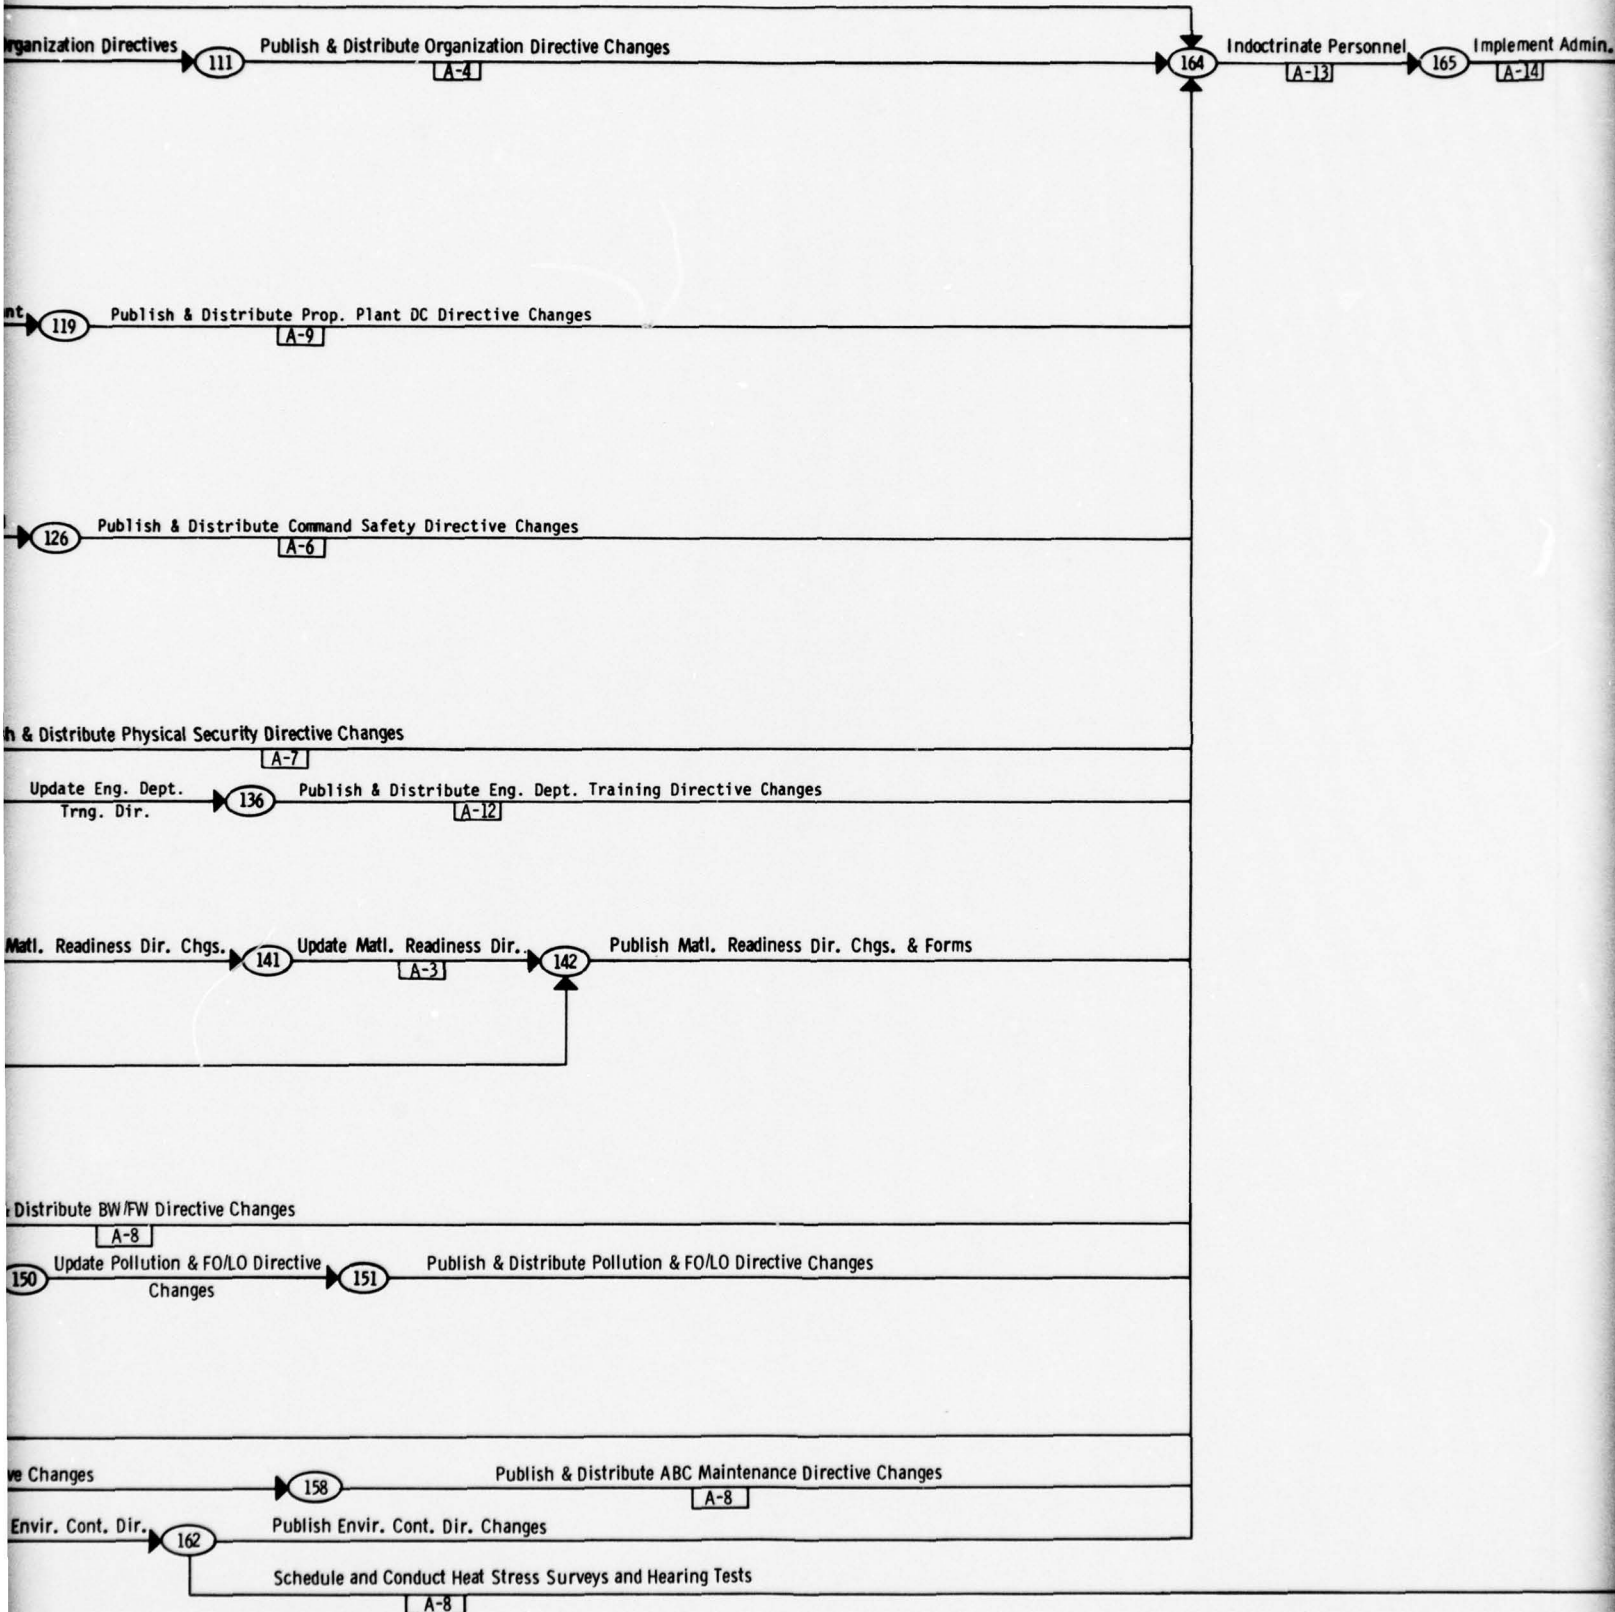 Organization Directives 111 Publish & Distribute Organization Directive Changes 164 Indoctrinate Personnel 165 Implement Admin.
A-4 A-13 A-14
119 Publish & Distribute Prop. Plant DC Directive Changes
A-9
126 Publish & Distribute Command Safety Directive Changes
A-6
& Distribute Physical Security Directive Changes
A-7
Update Eng. Dept. 136 Publish & Distribute Eng. Dept. Training Directive Changes
Trng. Dir. A-12
Matl. Readiness Dir. Chgs. 141 Update Matl. Readiness Dir. 142 Publish Matl. Readiness Dir. Chgs. & Forms
A-3
Distribute BW/FW Directive Changes
A-8
150 Update Pollution & FO/LO Directive 151 Publish & Distribute Pollution & FO/LO Directive Changes
Changes
Changes 158 Publish & Distribute ABC Maintenance Directive Changes
A-8
Envir. Cont. Dir. 162 Publish Envir. Cont. Dir. Changes
Schedule and Conduct Heat Stress Surveys and Hearing Tests
A-8